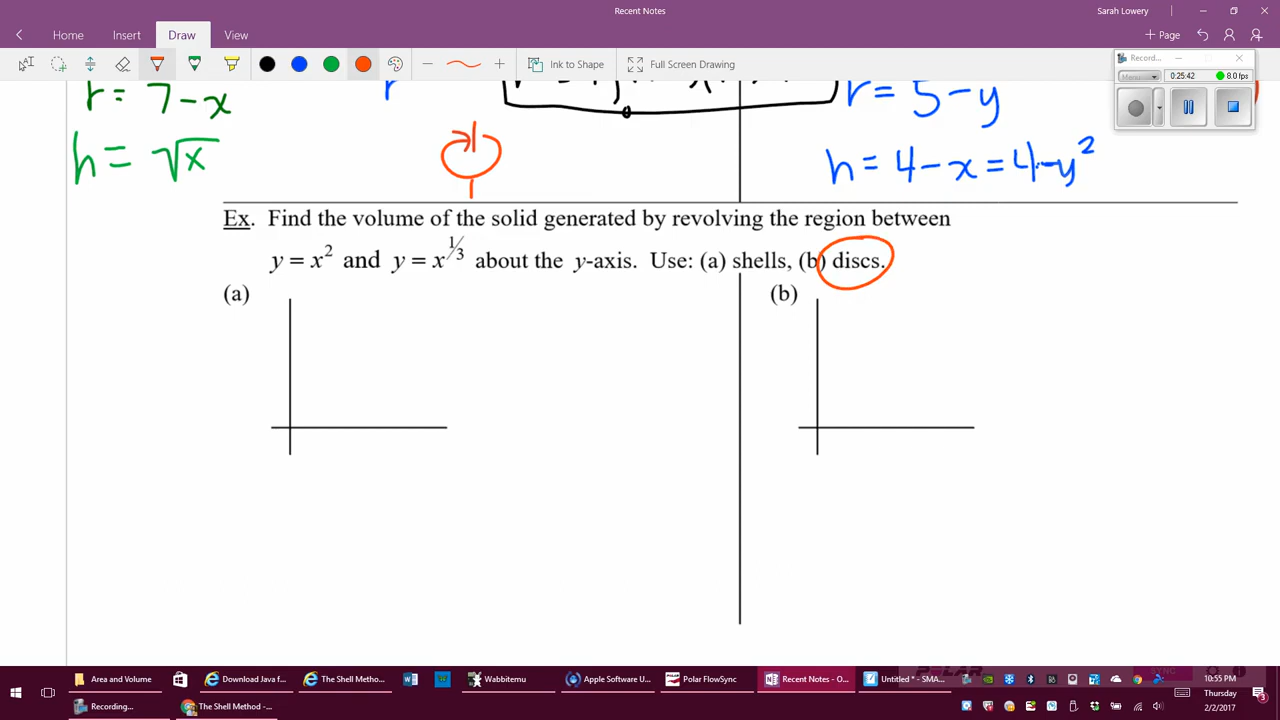 Recent Notes
Sarah Lowery
Home Insert Draw View
Page
Ink to Shape Full Screen Drawing
Record...
Menu
0:25:42 8.0 fps
r = 7 - x
r = 5 - y
h = √x
h = 4 - x = 4 - y²
Ex. Find the volume of the solid generated by revolving the region between
y = x² and y = x^{1/3} about the y-axis. Use: (a) shells, (b) discs.
(a)
(b)
Area and Volume
Download Java f...
The Shell Metho...
Wabbitemu
Apple Software U...
Polar FlowSync
Recent Notes - O...
Untitled * - SMA...
10:55 PM
Thursday
2/2/2017
Recording...
The Shell Method -...
3